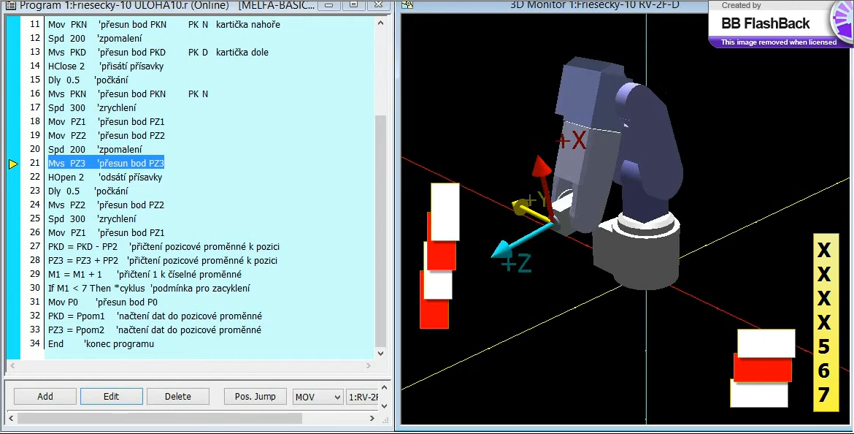 Program 1:Friesecky-10 ULOHA10.r (Online) [MELFA-BASIC...
11 Mov PKN 'přesun bod PKN PK N kartička nahoře
12 Spd 200 'zpomalení
13 Mvs PKD 'přesun bod PKD PK D kartička dole
14 HClose 2 'přisátí přísavky
15 Dly 0.5 'počkání
16 Mvs PKN 'přesun bod PKN PK N
17 Spd 300 'zrychlení
18 Mov PZ1 'přesun bod PZ1
19 Mov PZ2 'přesun bod PZ2
20 Spd 200 'zpomalení
21 Mvs PZ3 'přesun bod PZ3
22 HOpen 2 'odsátí přísavky
23 Dly 0.5 'počkání
24 Mvs PZ2 'přesun bod PZ2
25 Spd 300 'zrychlení
26 Mov PZ1 'přesun bod PZ1
27 PKD = PKD - PP2 'přičtení pozicové proměnné k pozici
28 PZ3 = PZ3 + PP2 'přičtení pozicové proměnné k pozici
29 M1 = M1 + 1 'přičtení 1 k číselné proměnné
30 If M1 < 7 Then *cyklus 'podmínka pro zacyklení
31 Mov P0 'přesun bod P0
32 PKD = Ppom1 'načtení dat do pozicové proměnné
33 PZ3 = Ppom2 'načtení dat do pozicové proměnné
34 End 'konec programu
Add Edit Delete Pos. Jump MOV 1:RV-2F
3D Monitor 1:Friesecky-10 RV-2F-D
Created by
BB FlashBack
This image removed when licensed
+X
+Y
+Z
X
X
X
X
5
6
7